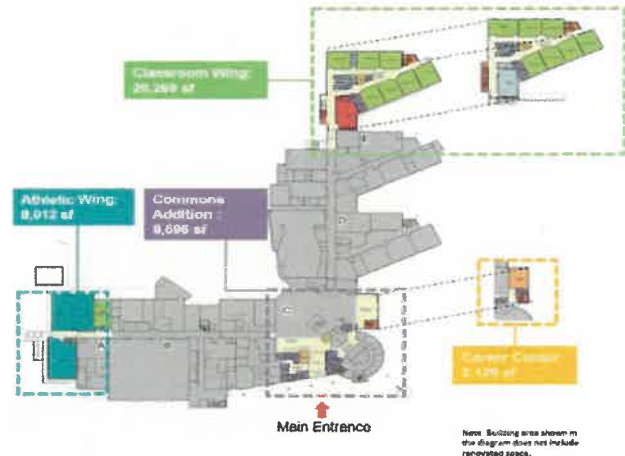 Classroom Wing:
20,269 sf
Athletic Wing:
8,012 sf
Commons
Addition :
9,696 sf
Career Center
Main Entrance
Note: Building area shown in
the diagram does not include
renovated space.